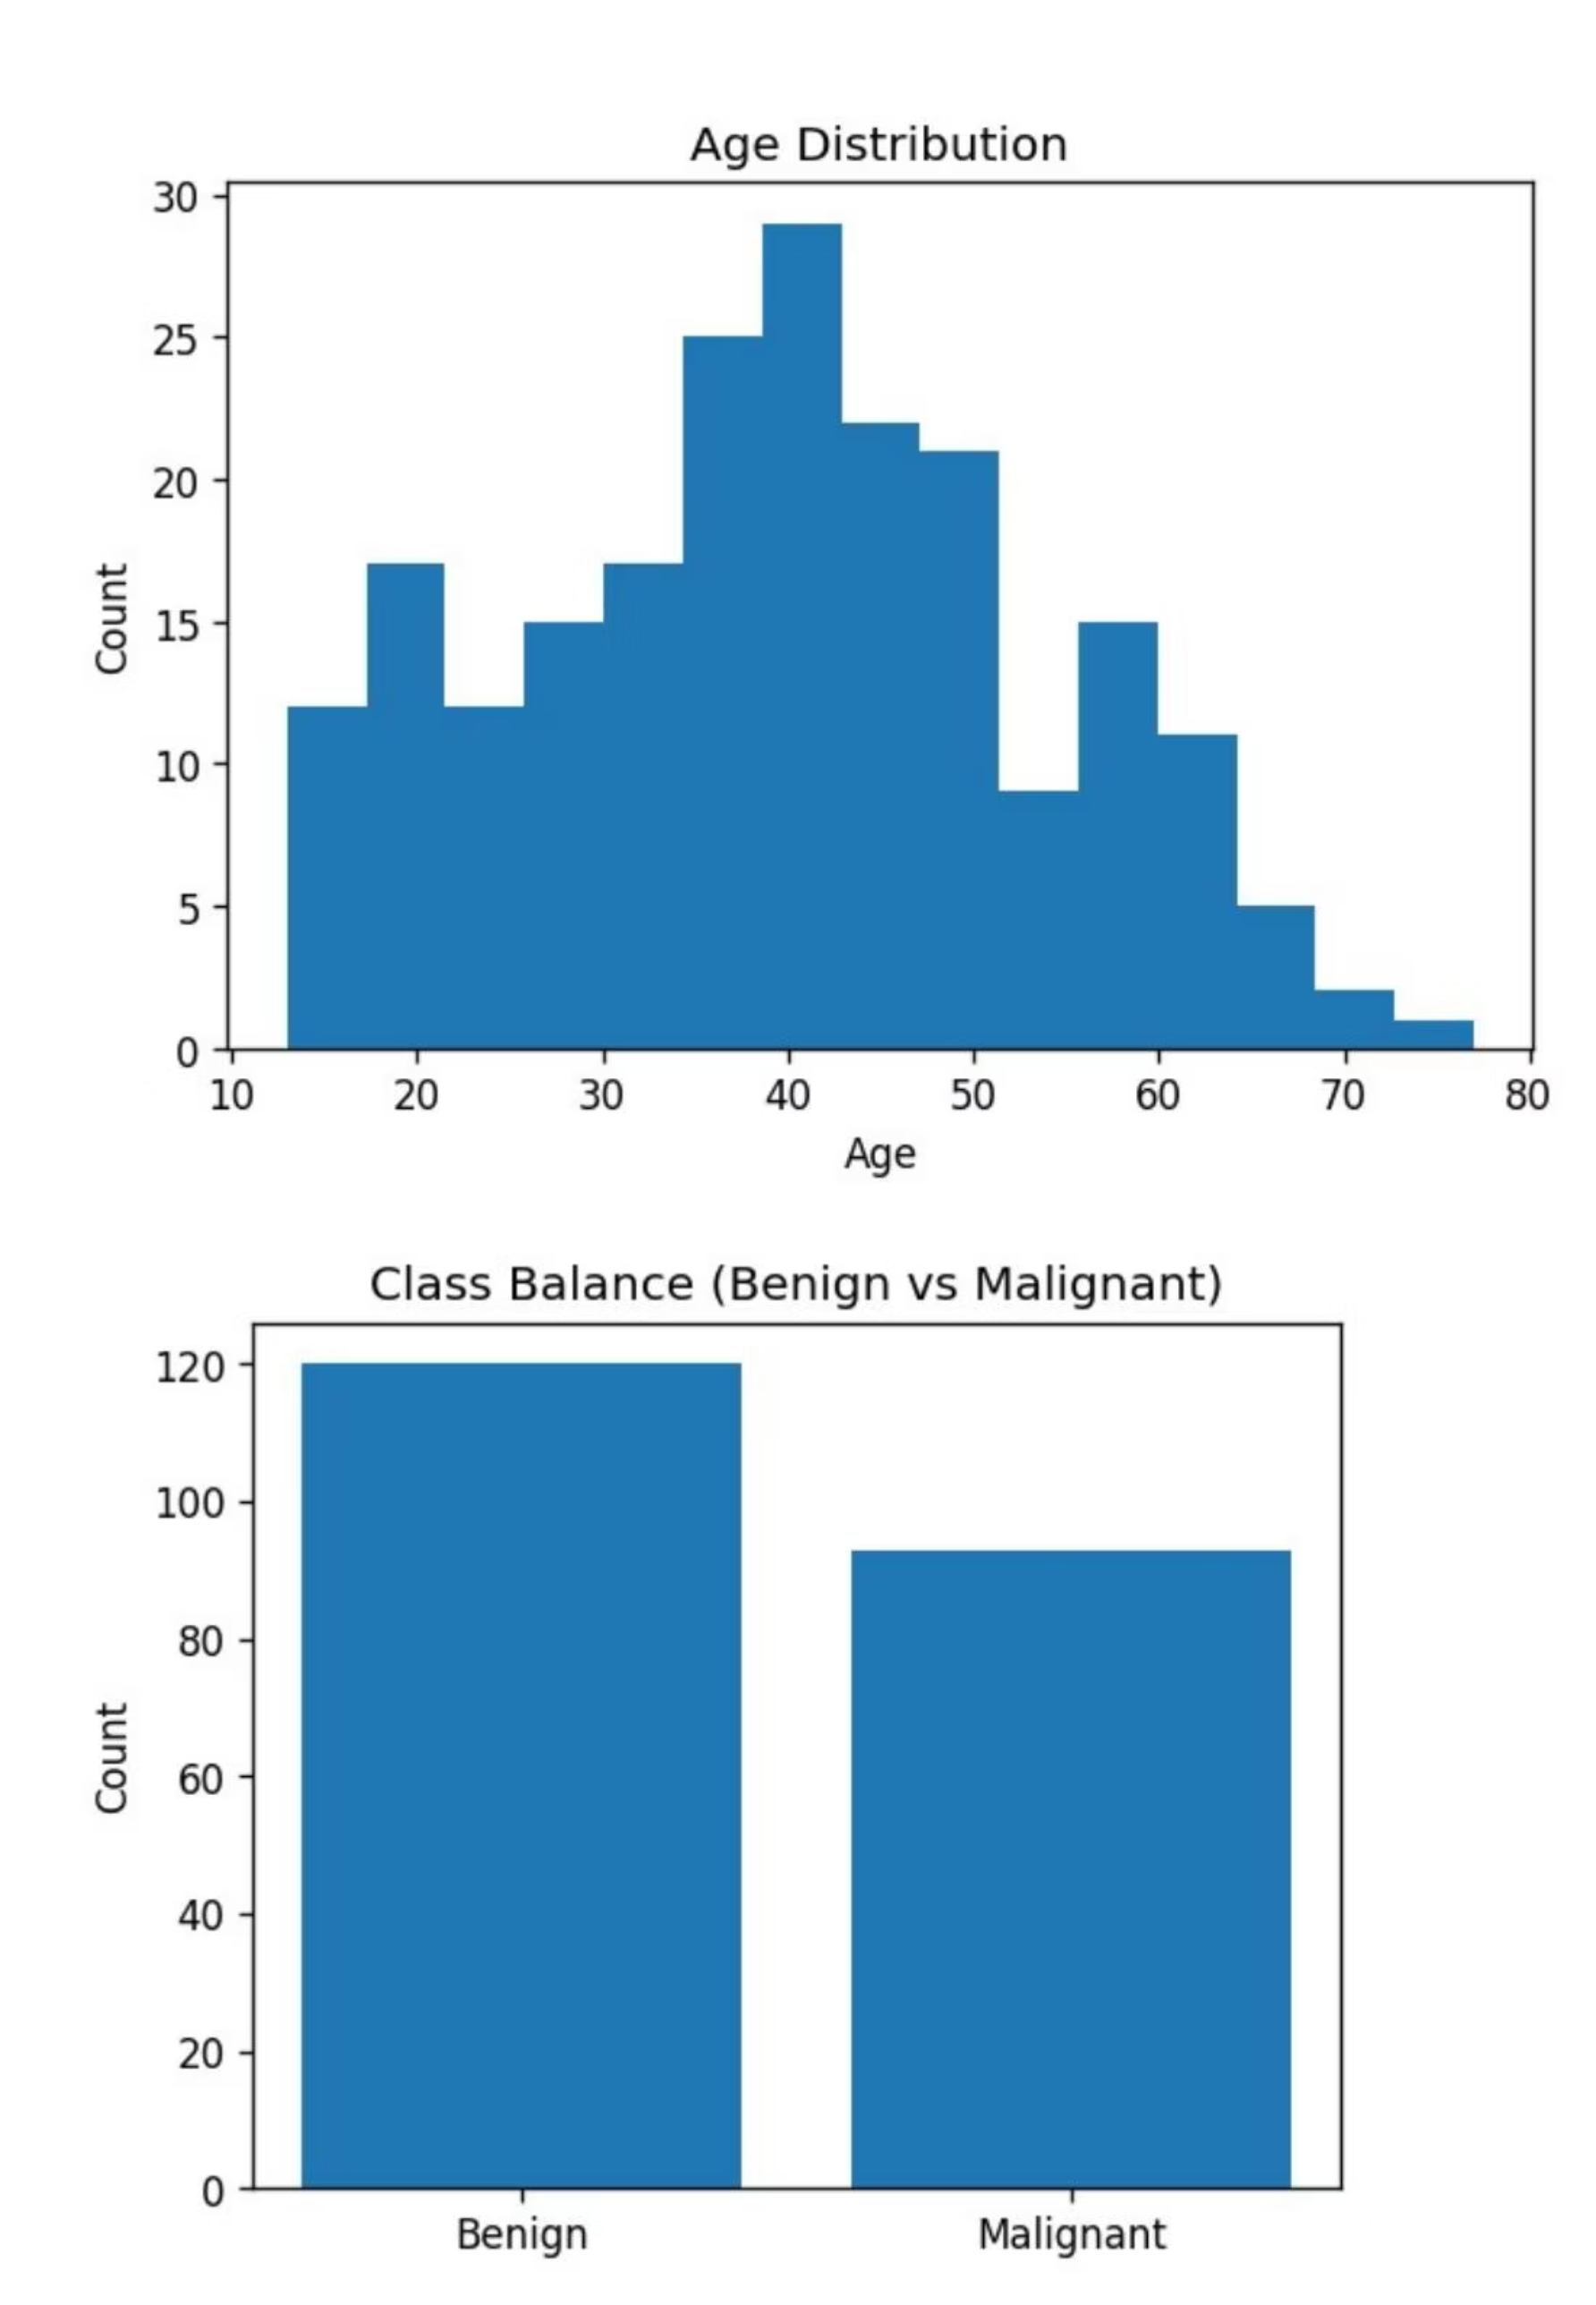 Age Distribution
30
25
20
15
10
5
0
Count
10 20 30 40 50 60 70 80
Age
Class Balance (Benign vs Malignant)
120
100
80
60
40
20
0
Count
Benign Malignant